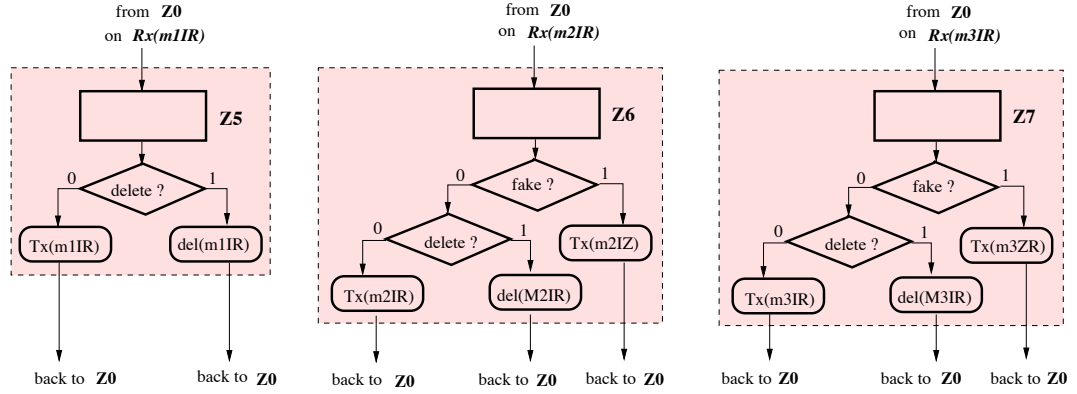 from Z0
on Rx(m1IR)
Z5
delete ?
0
1
Tx(m1IR)
del(m1IR)
back to Z0
back to Z0
from Z0
on Rx(m2IR)
Z6
fake ?
0
1
delete ?
0
1
Tx(m2IZ)
Tx(m2IR)
del(M2IR)
back to Z0
back to Z0
back to Z0
from Z0
on Rx(m3IR)
Z7
fake ?
0
1
delete ?
0
1
Tx(m3ZR)
Tx(m3IR)
del(M3IR)
back to Z0
back to Z0
back to Z0